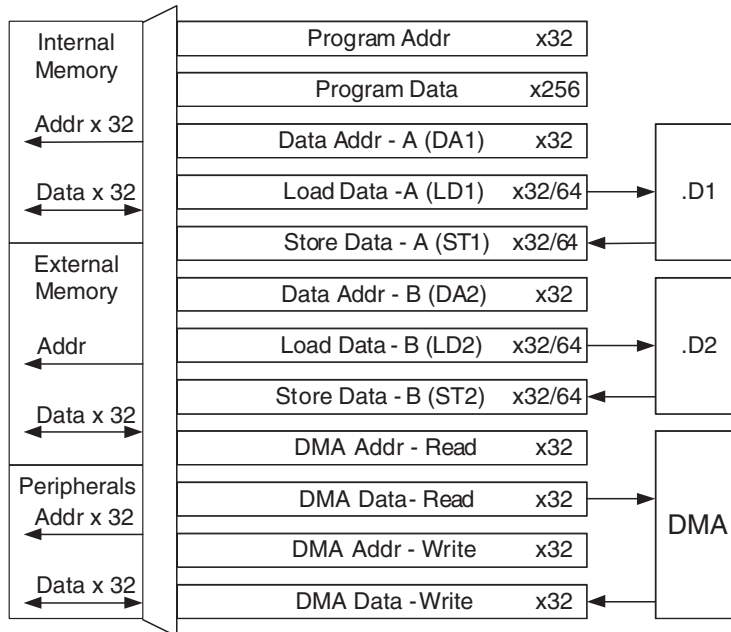 Internal
Memory
Addr x 32
Data x 32
External
Memory
Addr
Data x 32
Peripherals
Addr x 32
Data x 32
Program Addr x32
Program Data x256
Data Addr - A (DA1) x32
Load Data -A (LD1) x32/64
Store Data - A (ST1) x32/64
Data Addr - B (DA2) x32
Load Data - B (LD2) x32/64
Store Data - B (ST2) x32/64
DMA Addr - Read x32
DMA Data- Read x32
DMA Addr - Write x32
DMA Data -Write x32
.D1
.D2
DMA